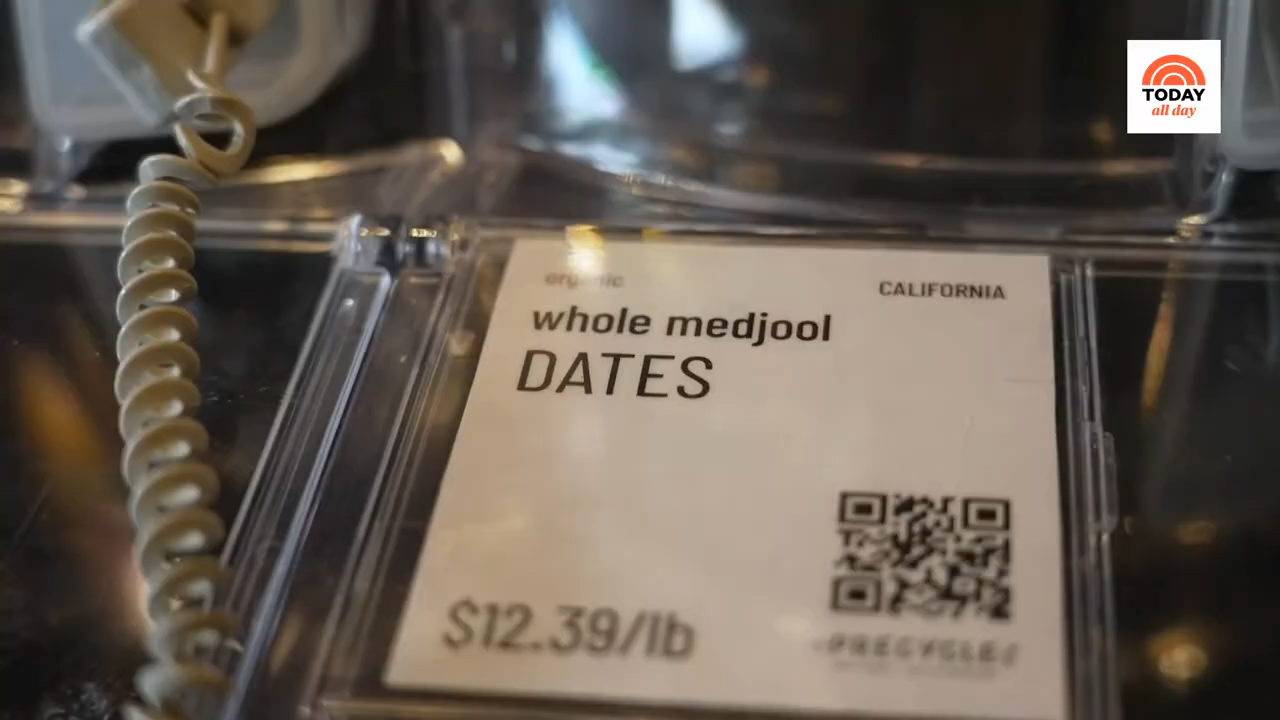 TODAY
all day
organic
CALIFORNIA
whole medjool
DATES
$12.39/lb
PRECYCLE